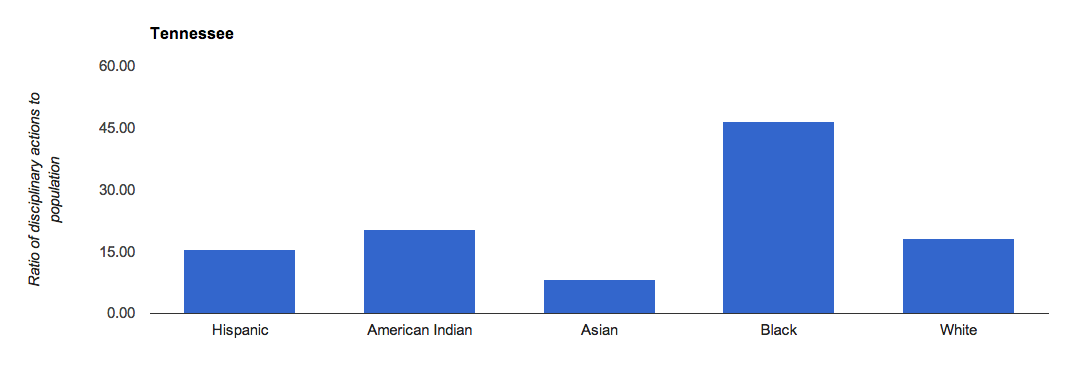 Tennessee
60.00
45.00
30.00
15.00
0.00
Ratio of disciplinary actions to
population
Hispanic
American Indian
Asian
Black
White